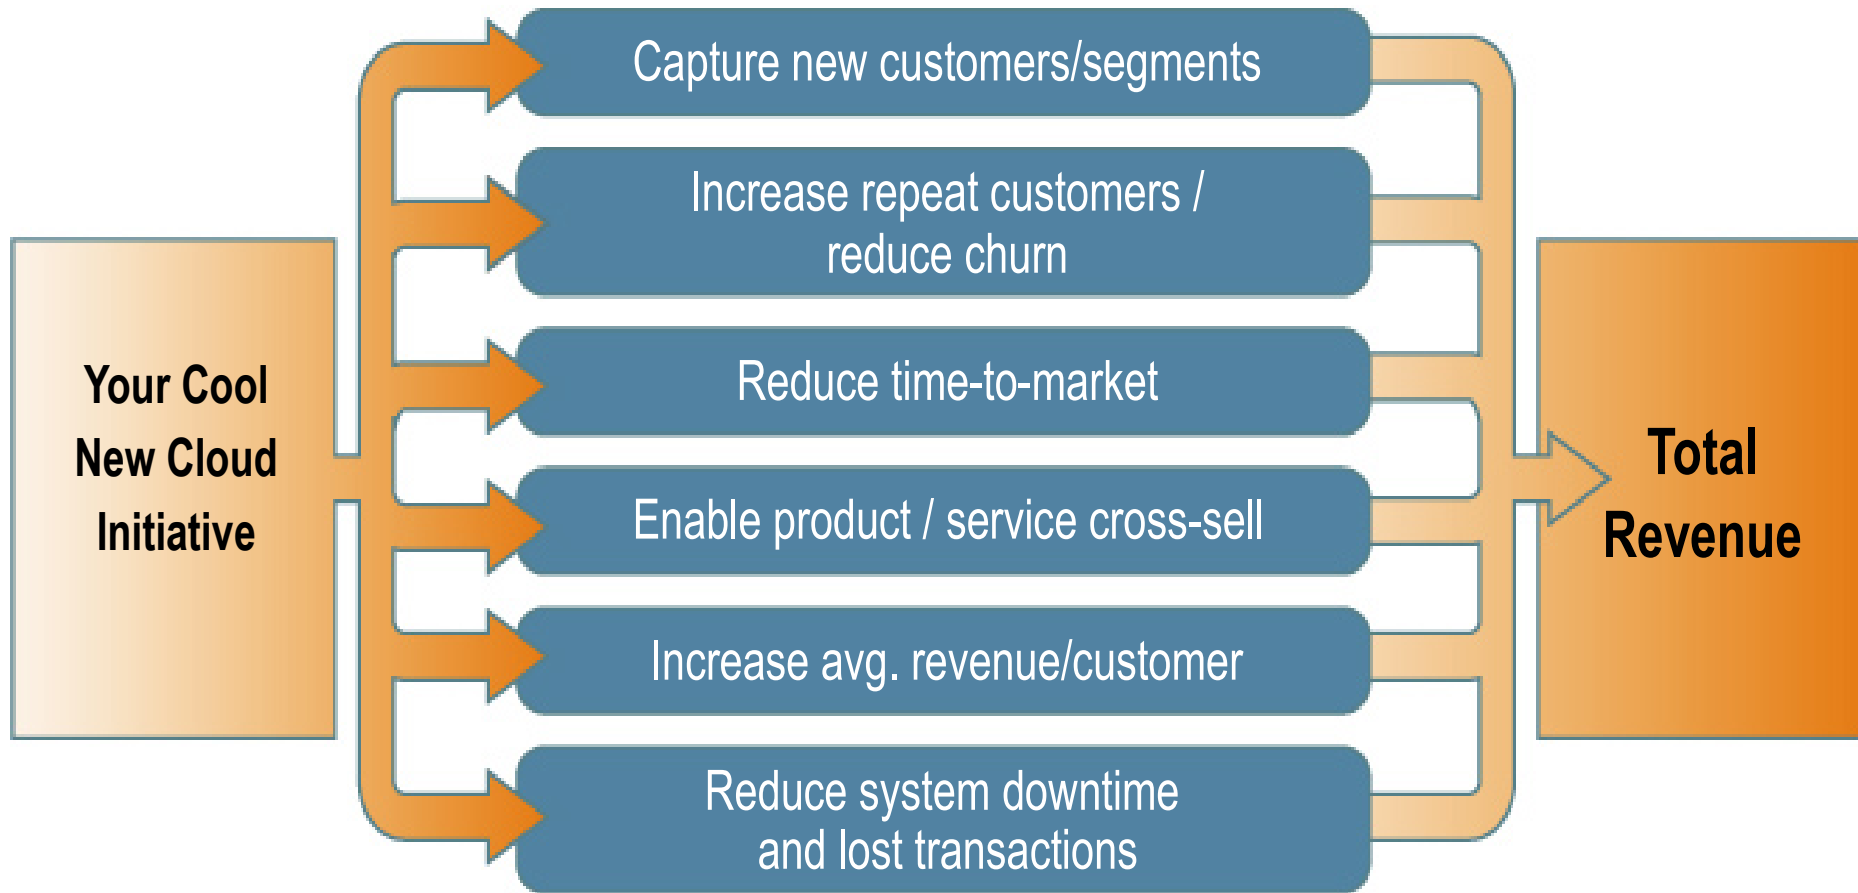 Capture new customers/segments
Increase repeat customers /
reduce churn
Reduce time-to-market
Your Cool
New Cloud
Initiative
Enable product / service cross-sell
Total
Revenue
Increase avg. revenue/customer
Reduce system downtime
and lost transactions